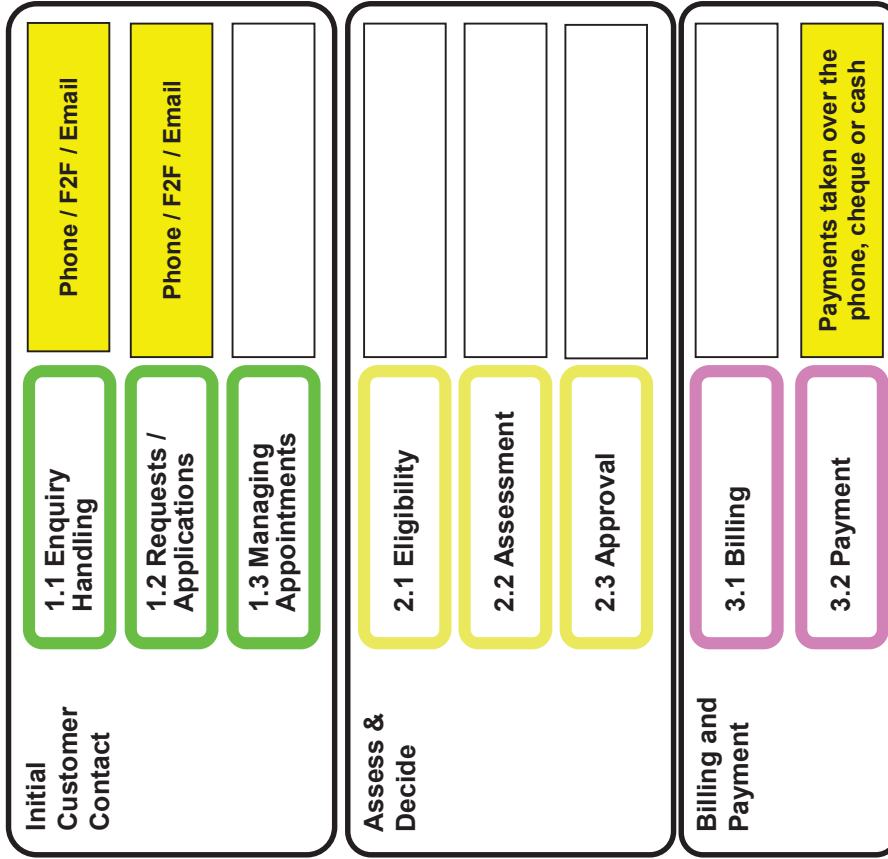 Initial
Customer
Contact
1.1 Enquiry
Handling
Phone / F2F / Email
1.2 Requests /
Applications
Phone / F2F / Email
1.3 Managing
Appointments
Assess &
Decide
2.1 Eligibility
2.2 Assessment
2.3 Approval
Billing and
Payment
3.1 Billing
3.2 Payment
Payments taken over the
phone, cheque or cash